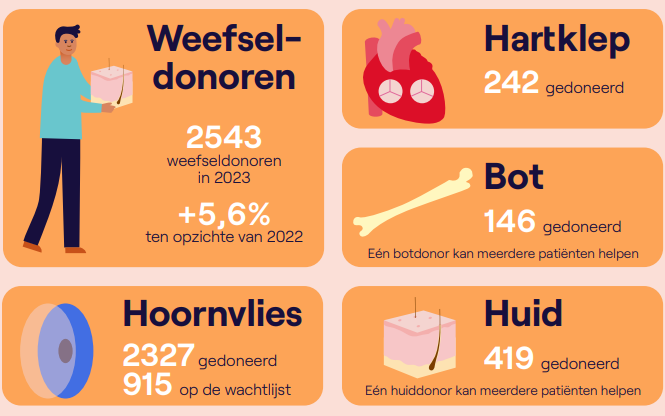 Weefsel-
donoren
2543
weefseldonoren
in 2023
+5,6%
ten opzichte van 2022
Hartklep
242 gedoneerd
Bot
146 gedoneerd
Eén botdonor kan meerdere patiënten helpen
Hoornvlies
2327 gedoneerd
915 op de wachtlijst
Huid
419 gedoneerd
Eén huiddonor kan meerdere patiënten helpen